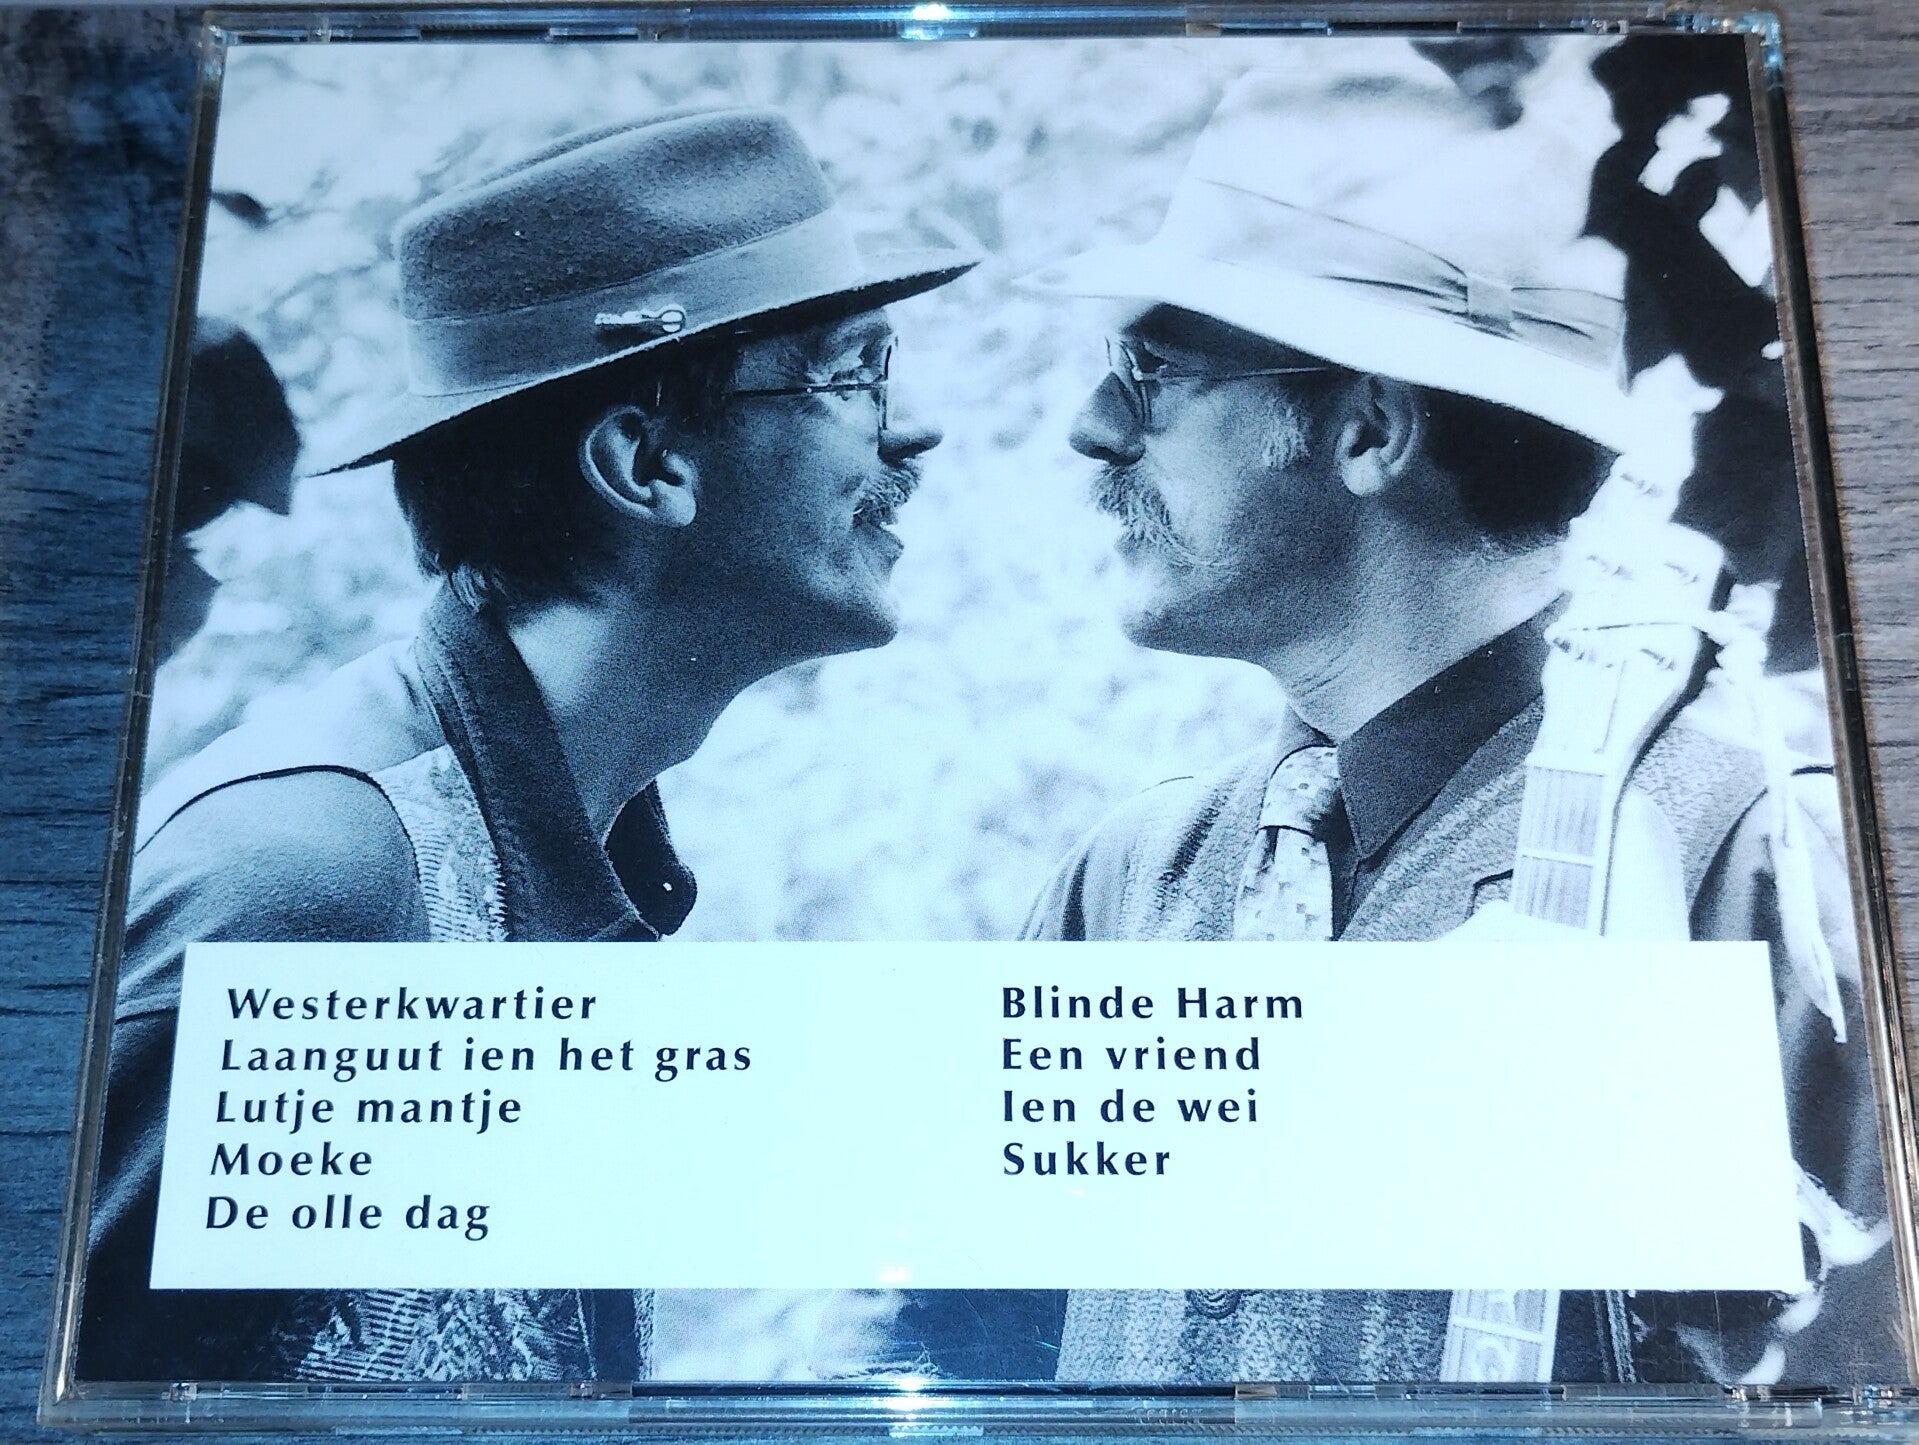 Westerkwartier
Laanguut ien het gras
Lutje mantje
Moeke
De olle dag
Blinde Harm
Een vriend
Ien de wei
Sukker